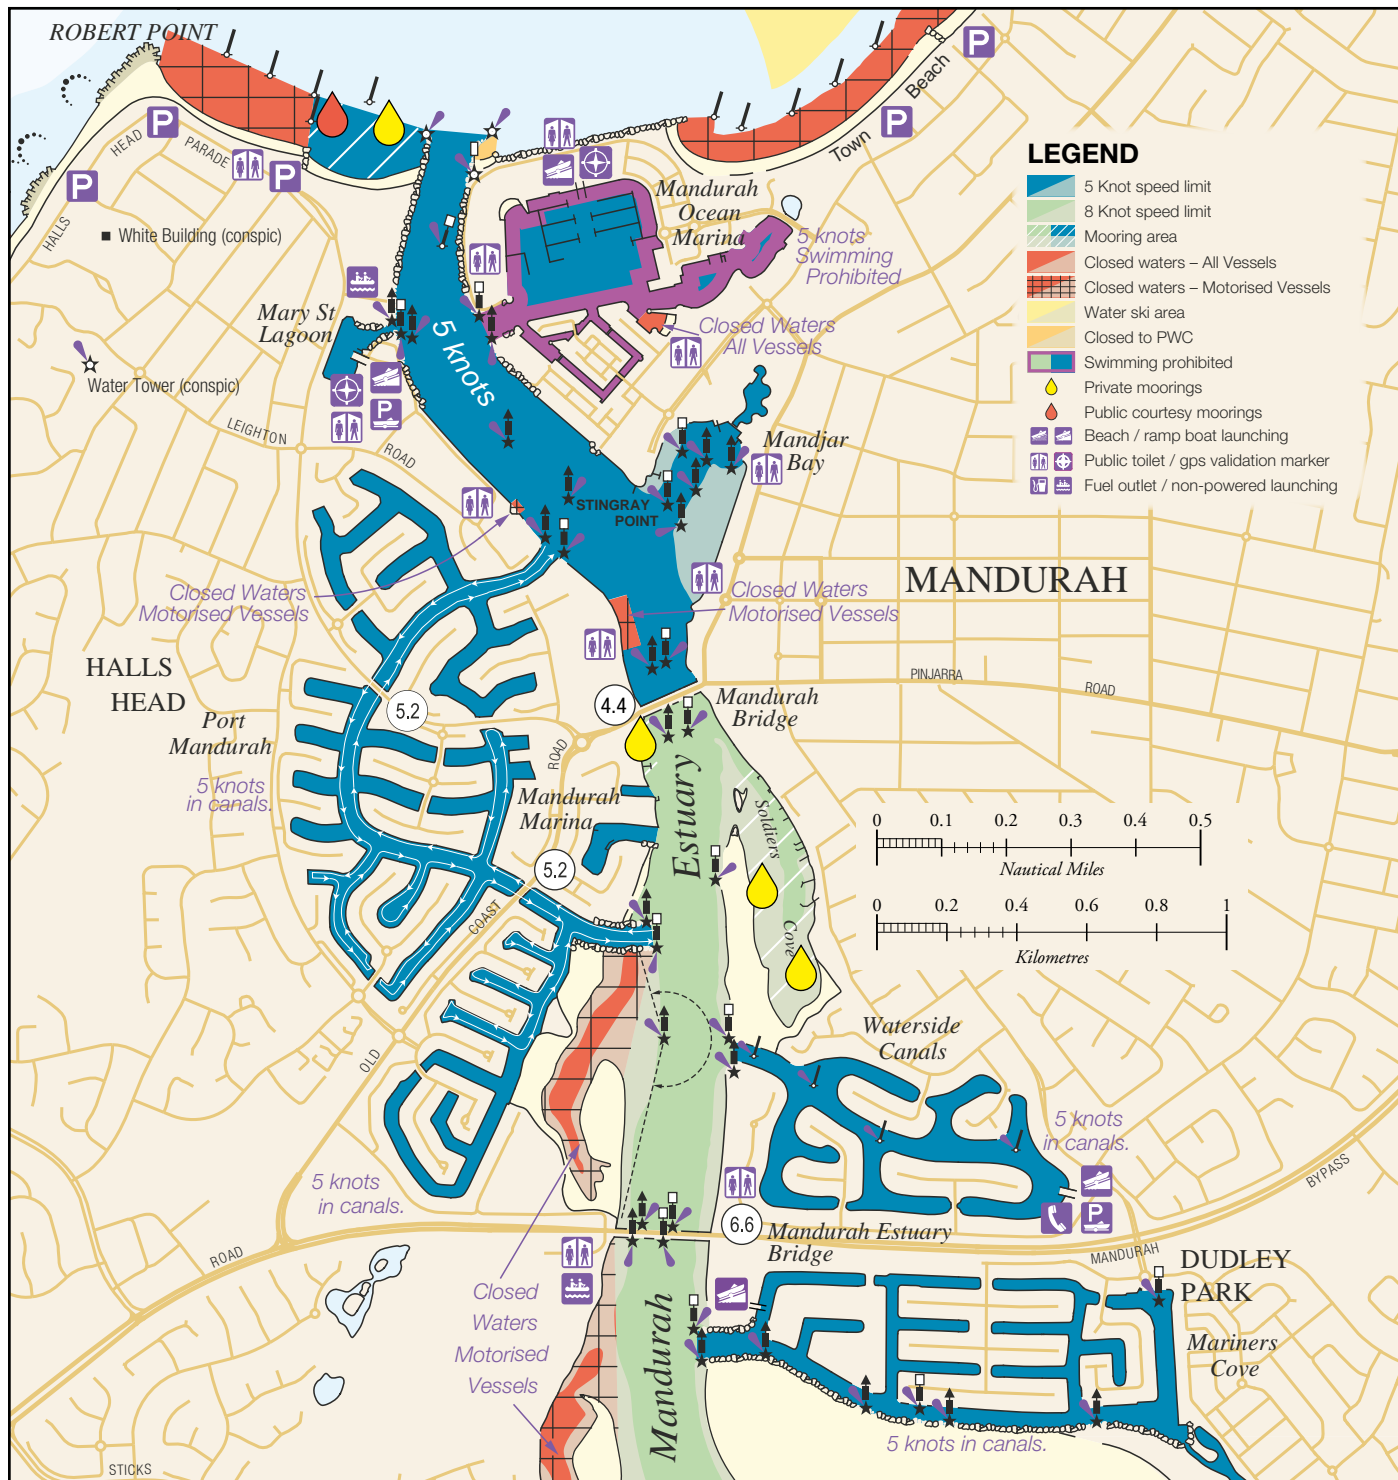 ROBERT POINT
P
P
P
P
P
HEAD
PARADE
HALLS
Town
Beach
White Building (conspic)
Mandurah
Ocean
Marina
5 knots
Swimming
Prohibited
LEGEND
5 Knot speed limit
8 Knot speed limit
Mooring area
Closed waters – All Vessels
Closed waters – Motorised Vessels
Water ski area
Closed to PWC
Swimming prohibited
Private moorings
Public courtesy moorings
Beach / ramp boat launching
Public toilet / gps validation marker
Fuel outlet / non-powered launching
Mary St
Lagoon
5 knots
Closed Waters
All Vessels
Water Tower (conspic)
P
LEIGHTON
ROAD
Mandjar
Bay
STINGRAY
POINT
Closed Waters
Motorised Vessels
Closed Waters
Motorised Vessels
MANDURAH
HALLS
HEAD
PINJARRA
ROAD
5.2
4.4
Mandurah
Bridge
Port
Mandurah
5 knots
in canals.
ROAD
Mandurah
Marina
Estuary
Soldiers
Cove
5.2
COAST
OLD
0 0.1 0.2 0.3 0.4 0.5
Nautical Miles
0 0.2 0.4 0.6 0.8 1
Kilometres
Waterside
Canals
5 knots
in canals.
5 knots
in canals.
P
BYPASS
6.6
Mandurah Estuary
Bridge
MANDURAH
ROAD
DUDLEY
PARK
Mariners
Cove
Closed
Waters
Motorised
Vessels
Mandurah
5 knots in canals.
STICKS